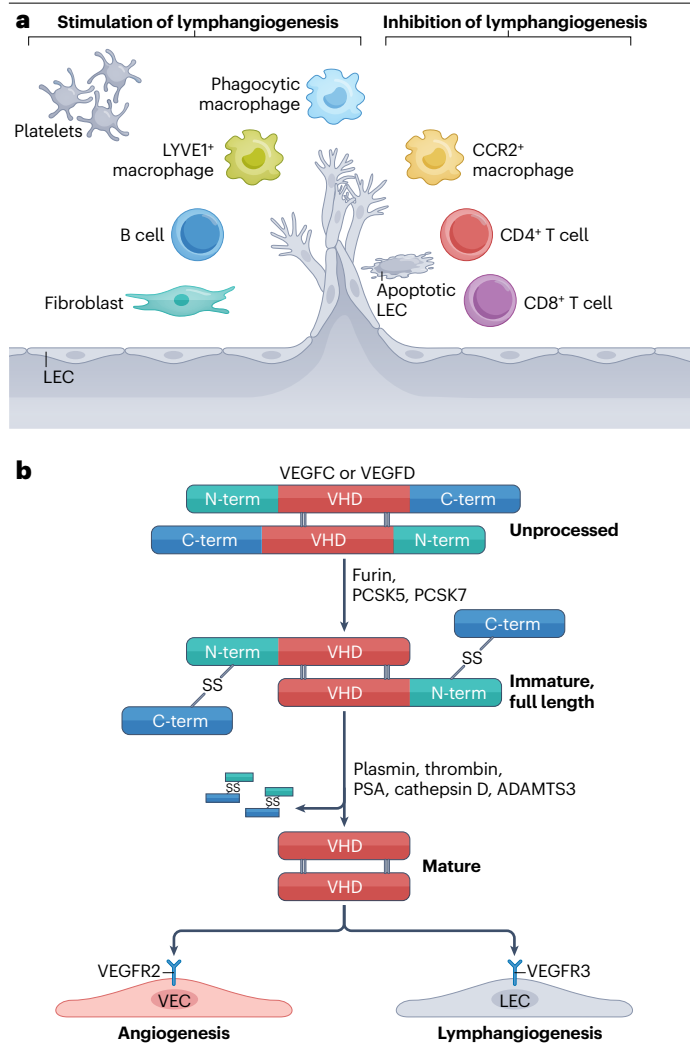 a
Stimulation of lymphangiogenesis
Inhibition of lymphangiogenesis
Platelets
Phagocytic
macrophage
LYVE1⁺
macrophage
CCR2⁺
macrophage
B cell
CD4⁺ T cell
Fibroblast
Apoptotic
LEC
CD8⁺ T cell
LEC
b
VEGFC or VEGFD
N-term
VHD
C-term
C-term
VHD
N-term
Unprocessed
Furin,
PCSK5, PCSK7
C-term
N-term
VHD
SS
SS
VHD
N-term
Immature,
full length
C-term
Plasmin, thrombin,
PSA, cathepsin D, ADAMTS3
SS
SS
VHD
VHD
Mature
VEGFR2
VEGFR3
VEC
LEC
Angiogenesis
Lymphangiogenesis